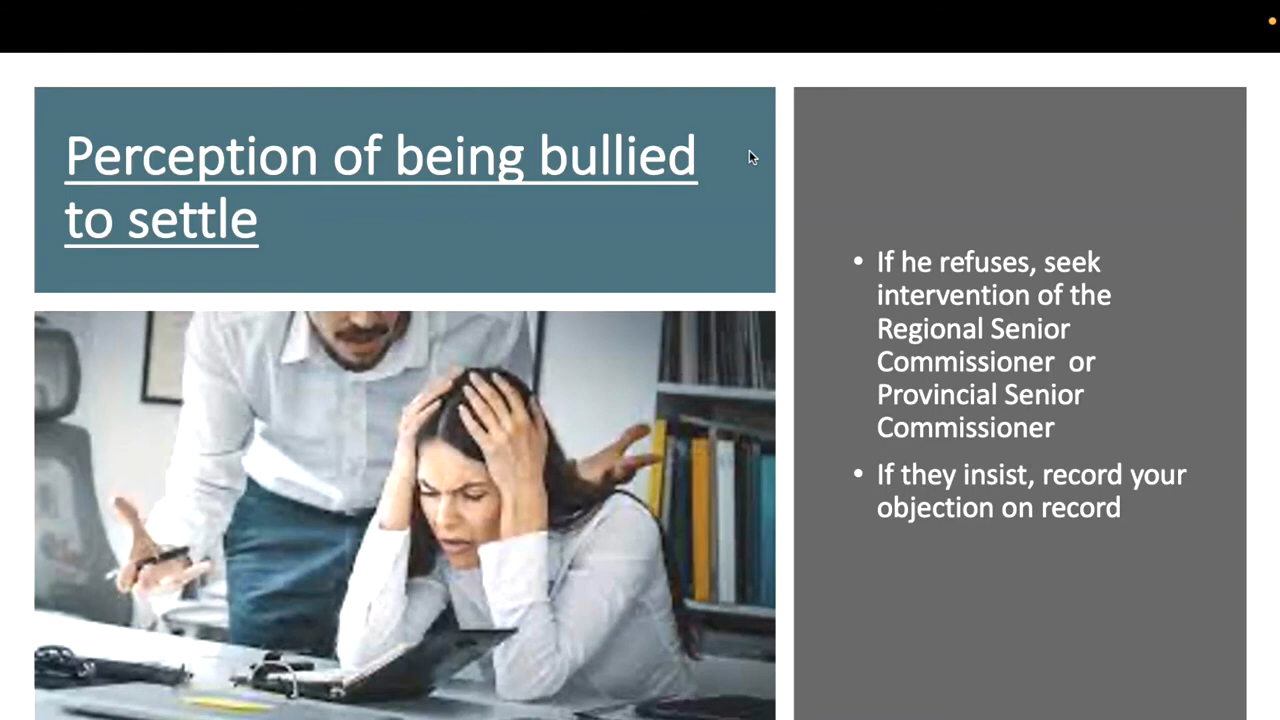 Perception of being bullied
to settle
• If he refuses, seek
intervention of the
Regional Senior
Commissioner or
Provincial Senior
Commissioner
• If they insist, record your
objection on record